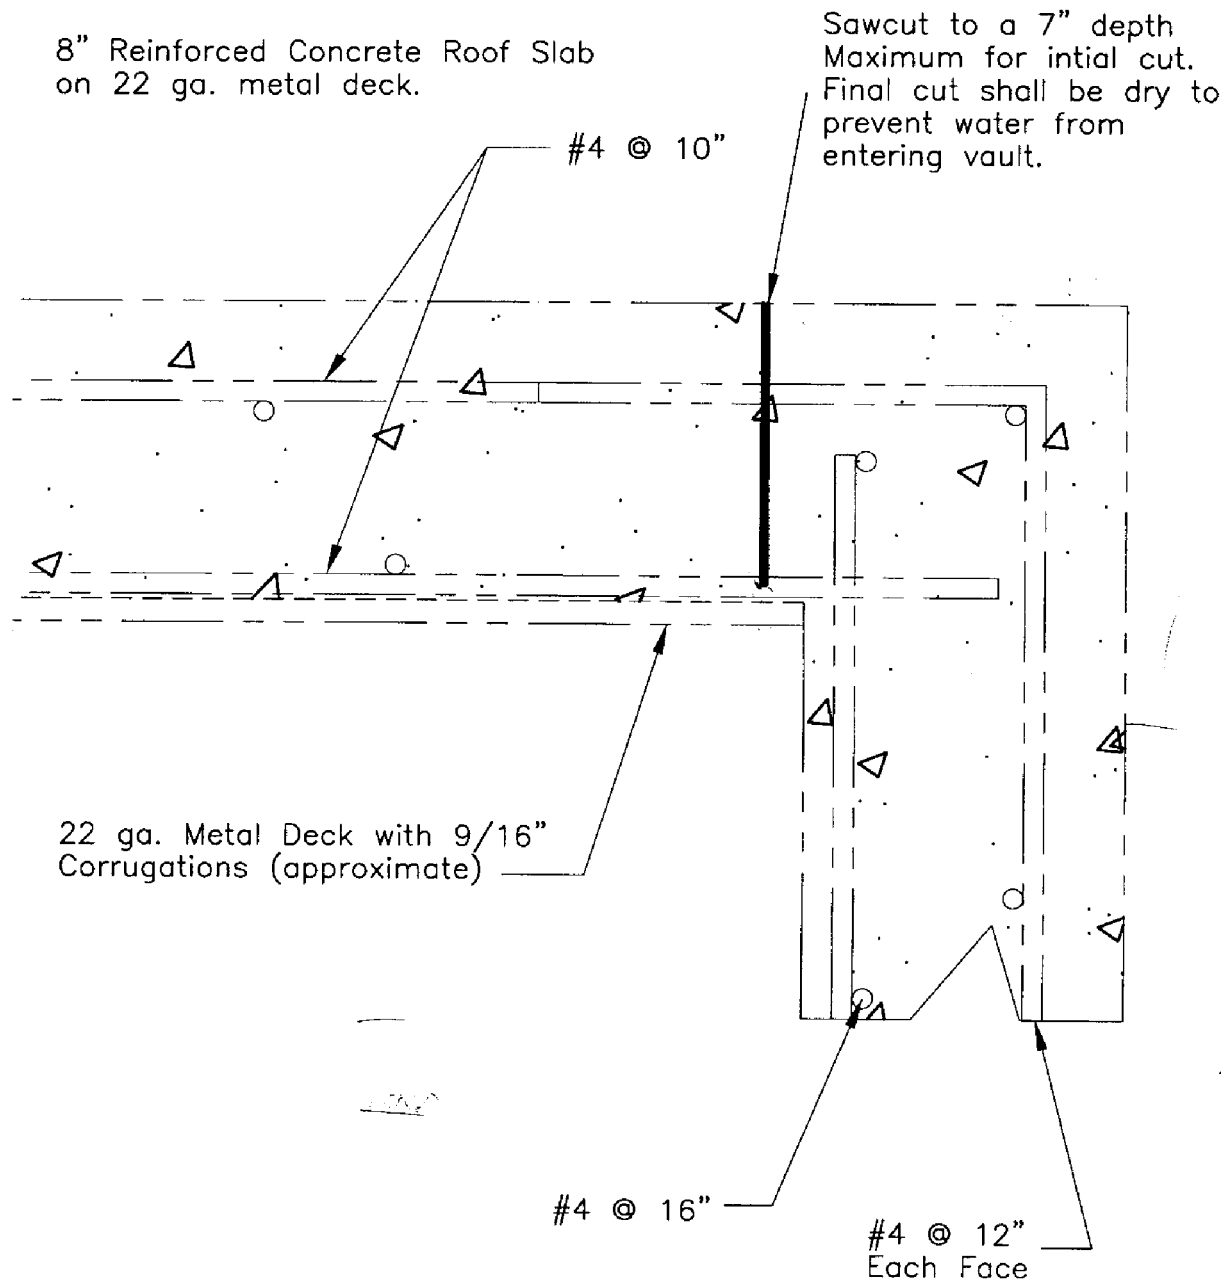 8" Reinforced Concrete Roof Slab
on 22 ga. metal deck.
Sawcut to a 7" depth
Maximum for intial cut.
Final cut shall be dry to
prevent water from
entering vault.
#4 @ 10"
22 ga. Metal Deck with 9/16"
Corrugations (approximate)
#4 @ 16"
#4 @ 12"
Each Face